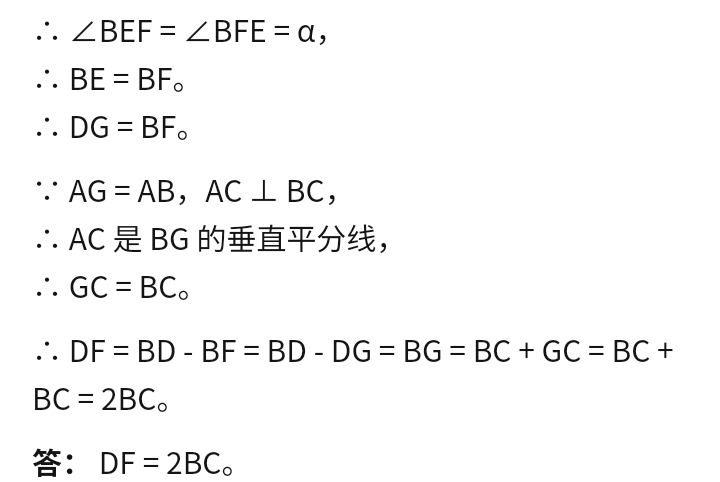 ∴ ∠BEF = ∠BFE = α，
∴ BE = BF。
∴ DG = BF。
∵ AG = AB，AC ⊥ BC，
∴ AC 是 BG 的垂直平分线，
∴ GC = BC。
∴ DF = BD - BF = BD - DG = BG = BC + GC = BC +
BC = 2BC。
答： DF = 2BC。